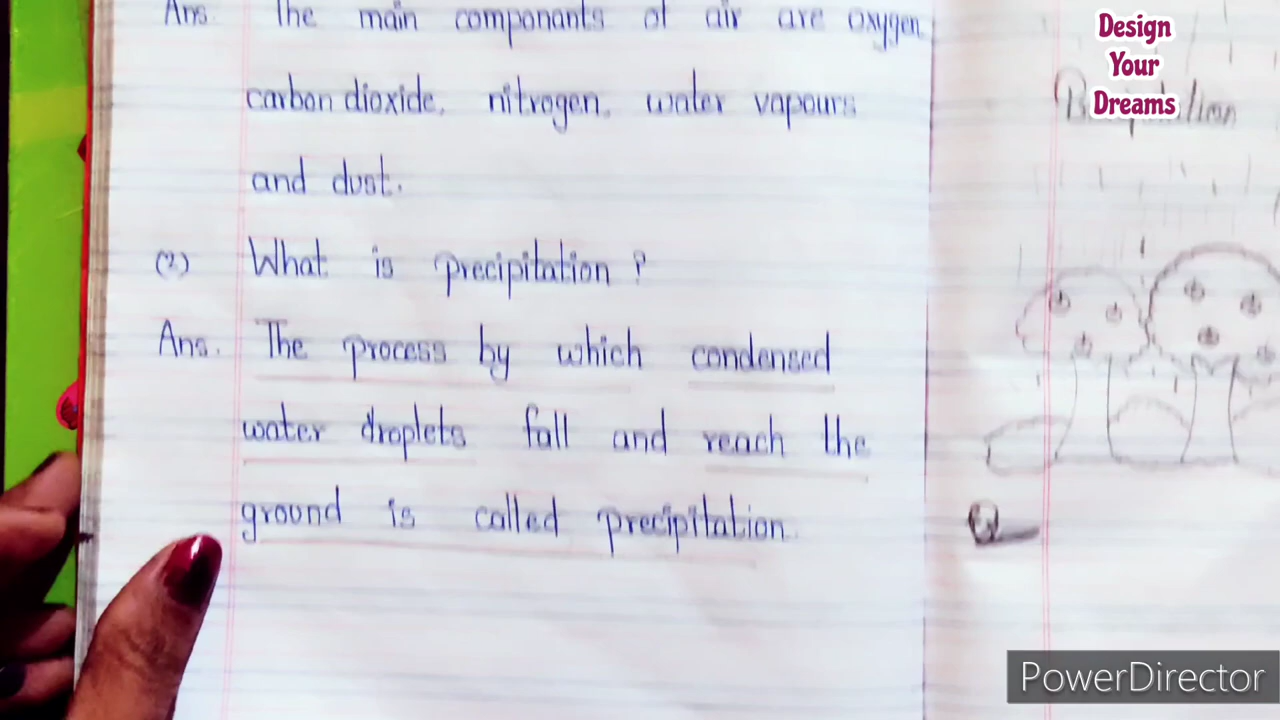 Ans. The main componants of air are oxygen
carbon dioxide, nitrogen, water vapours
and dust.
(2) What is precipitation ?
Ans. The process by which condensed
water droplets fall and reach the
ground is called precipitation.
Design
Your
Dreams
PowerDirector